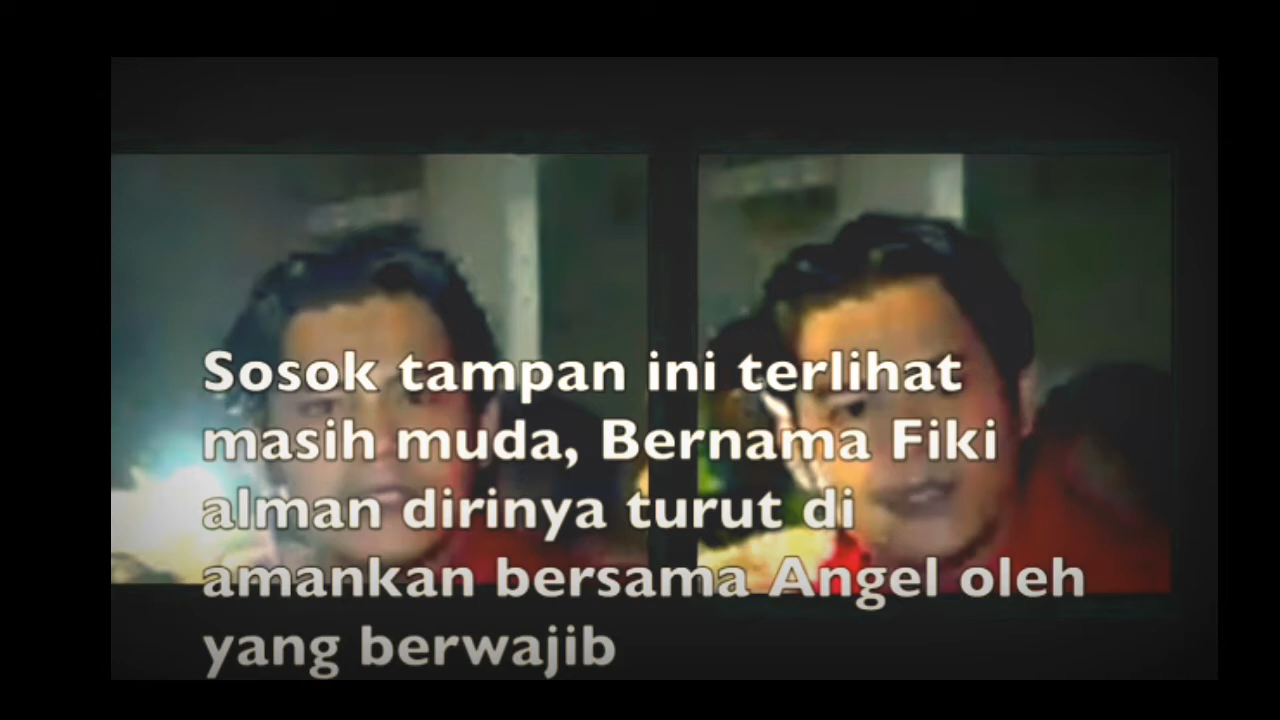 Sosok tampan ini terlihat
masih muda, Bernama Fiki
alman dirinya turut di
amankan bersama Angel oleh
yang berwajib